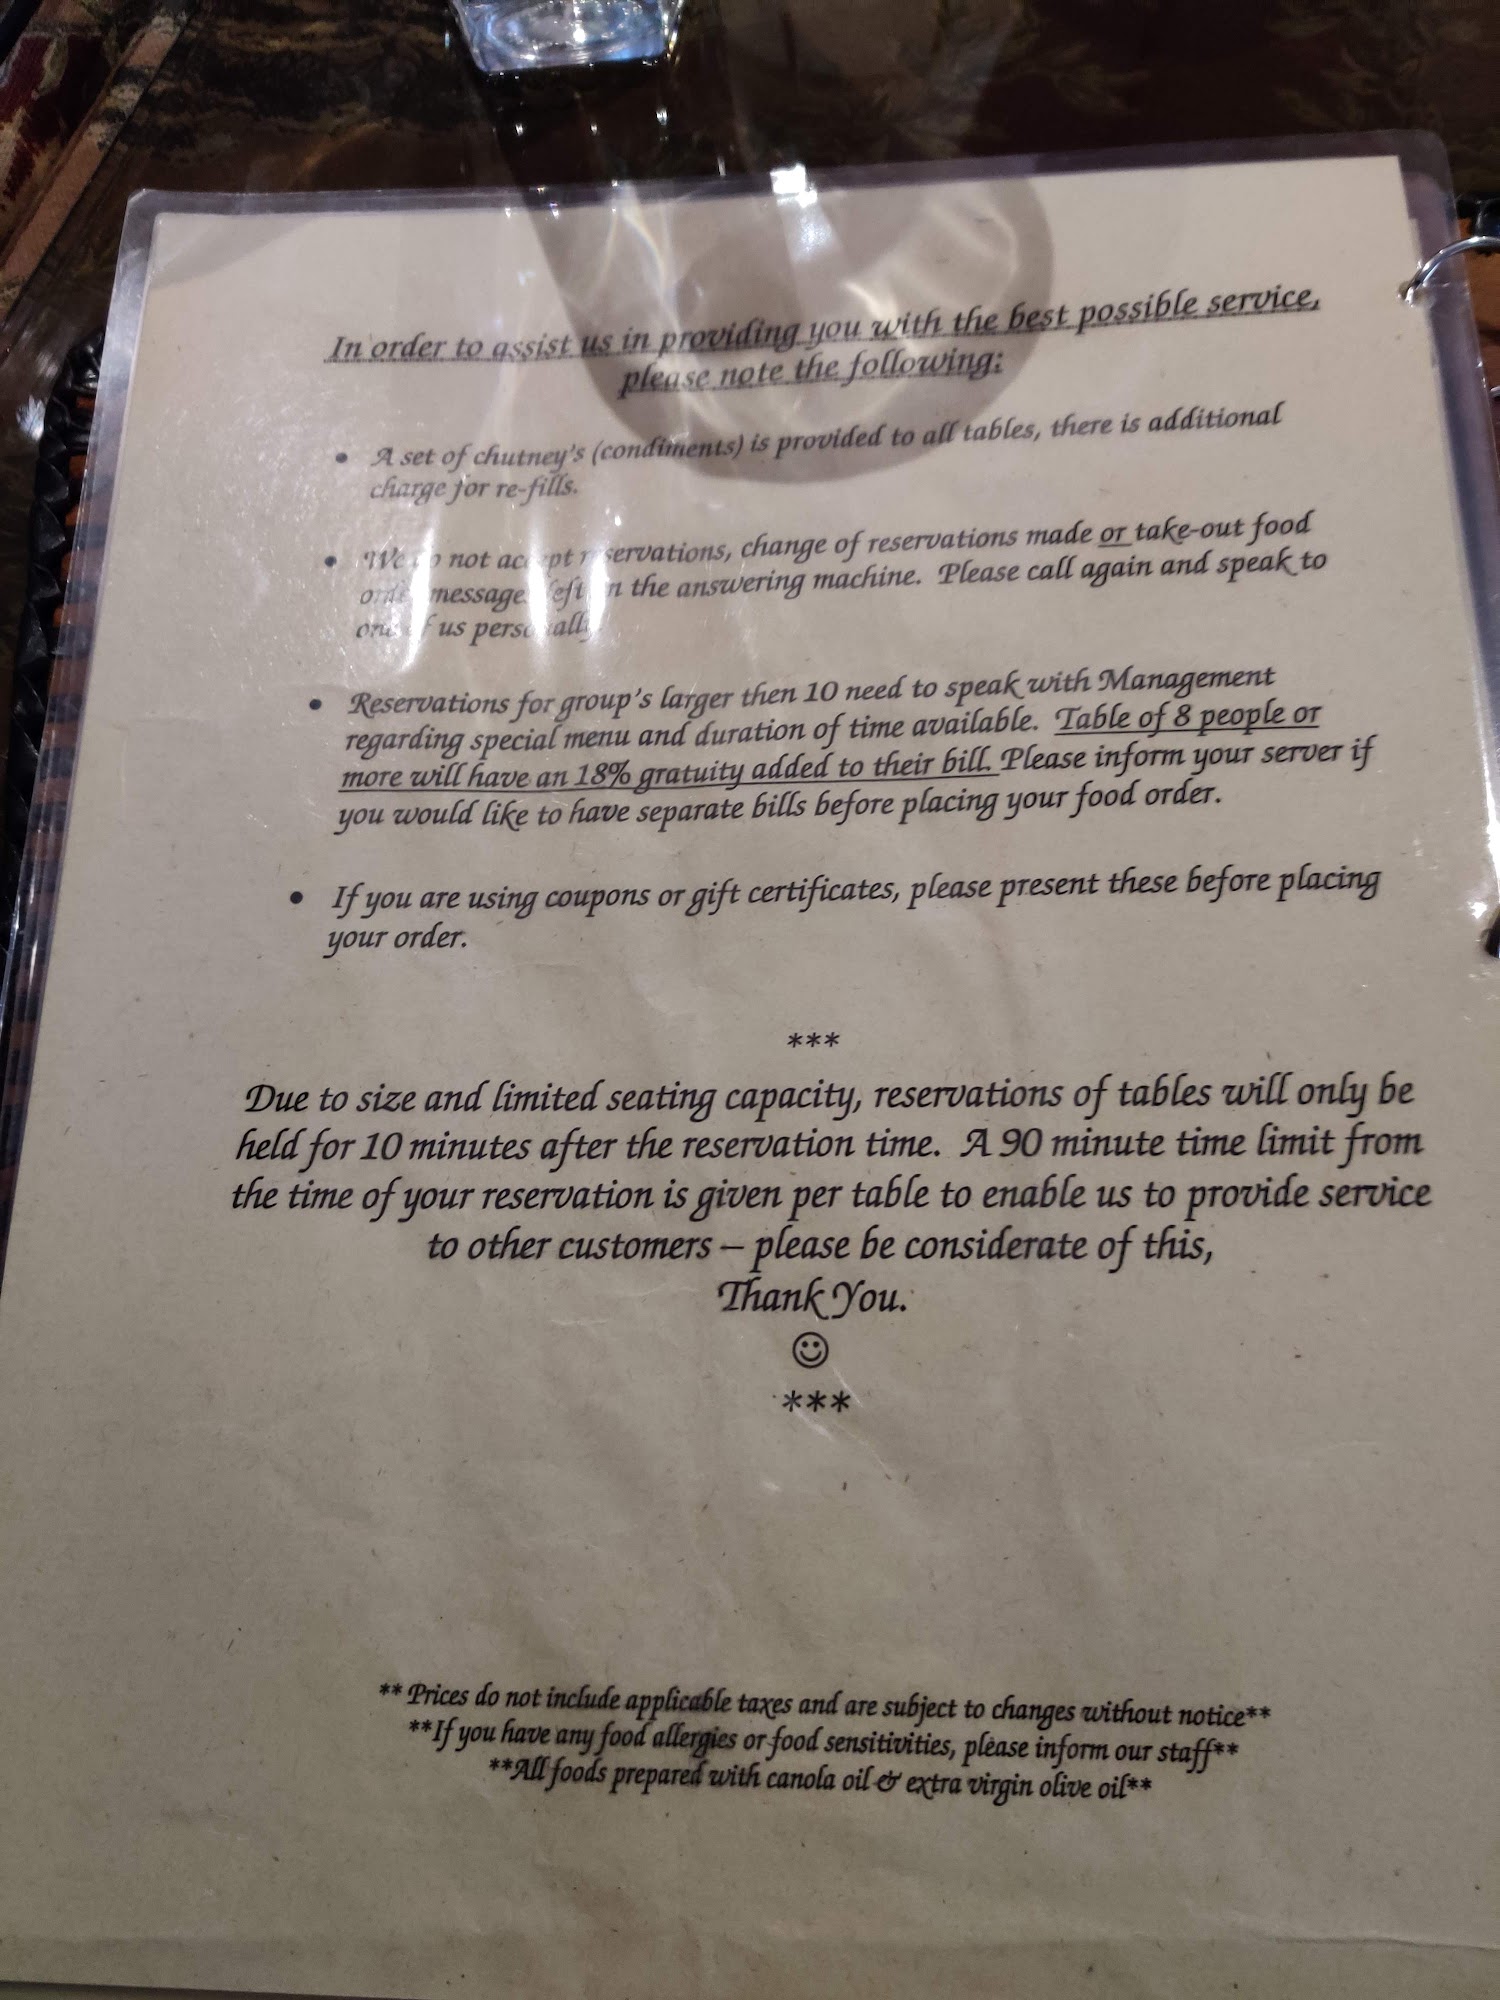 In order to assist us in providing you with the best possible service,
please note the following:
• A set of chutney's (condiments) is provided to all tables, there is additional
charge for re-fills.
• We do not accept reservations, change of reservations made or take-out food
order message left on the answering machine. Please call again and speak to
one of us personally
• Reservations for group's larger then 10 need to speak with Management
regarding special menu and duration of time available. Table of 8 people or
more will have an 18% gratuity added to their bill. Please inform your server if
you would like to have separate bills before placing your food order.
• If you are using coupons or gift certificates, please present these before placing
your order.
***
Due to size and limited seating capacity, reservations of tables will only be
held for 10 minutes after the reservation time. A 90 minute time limit from
the time of your reservation is given per table to enable us to provide service
to other customers – please be considerate of this,
Thank You.
☺
***
** Prices do not include applicable taxes and are subject to changes without notice**
**If you have any food allergies or food sensitivities, please inform our staff**
**All foods prepared with canola oil & extra virgin olive oil**